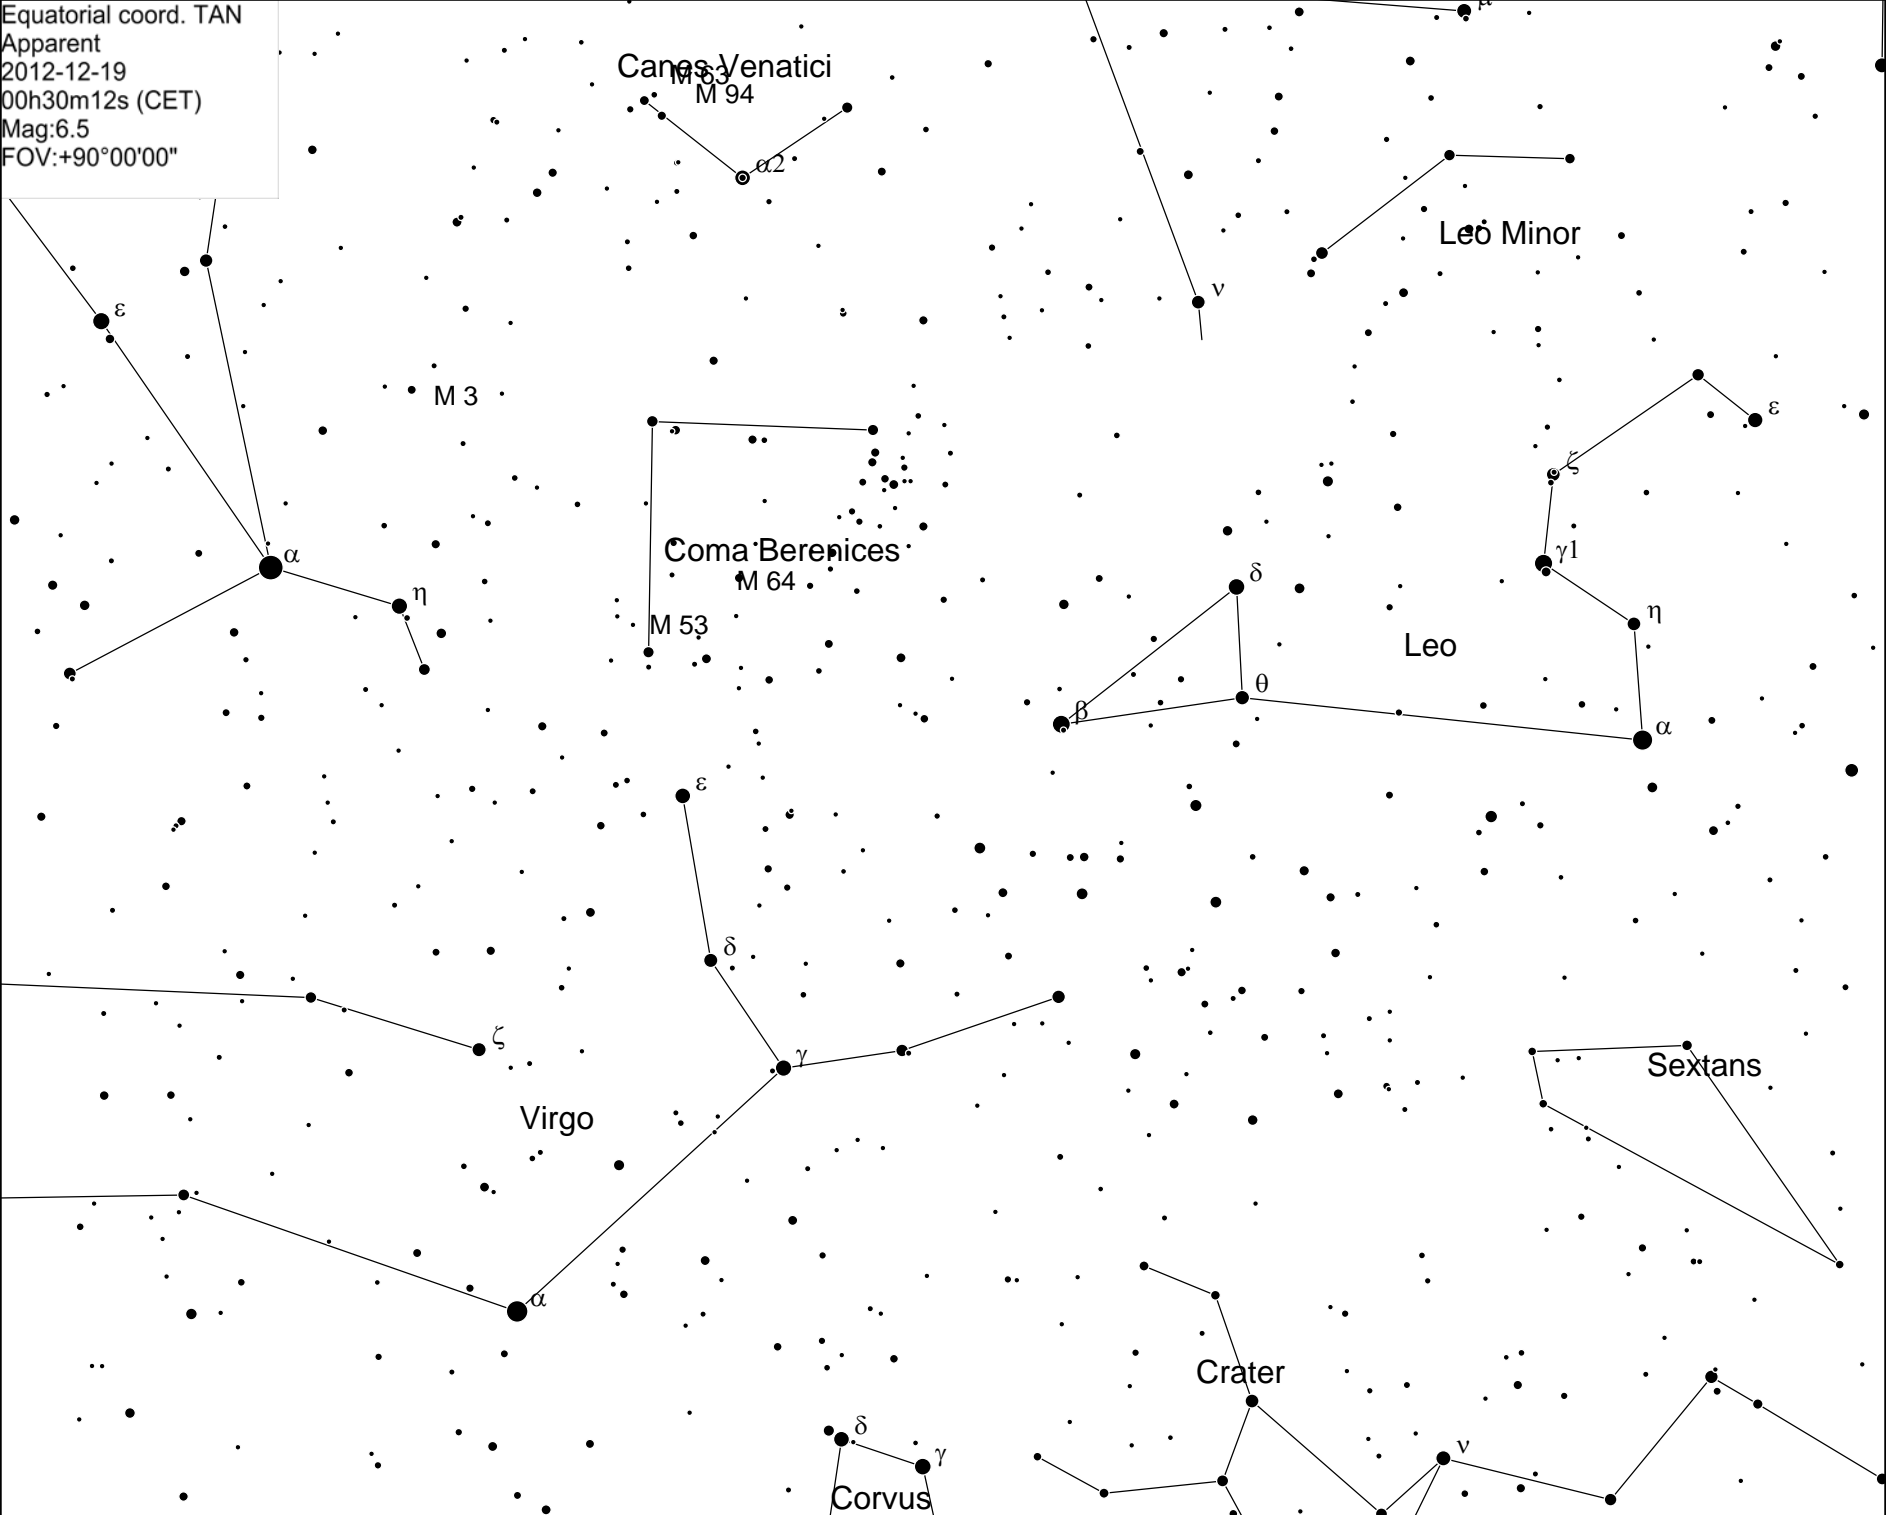 Equatorial coord. TAN
Apparent
2012-12-19
00h30m12s (CET)
Mag:6.5
FOV:+90°00'00"
μ
Canes Venatici
M 63
M 94
α2
Leo Minor
ν
ε
M 3
ε
ζ
Coma Berenices
γ1
α
δ
M 64
η
η
M 53
Leo
θ
β
α
ε
δ
ζ
γ
Sextans
Virgo
α
Crater
δ
γ
ν
Corvus